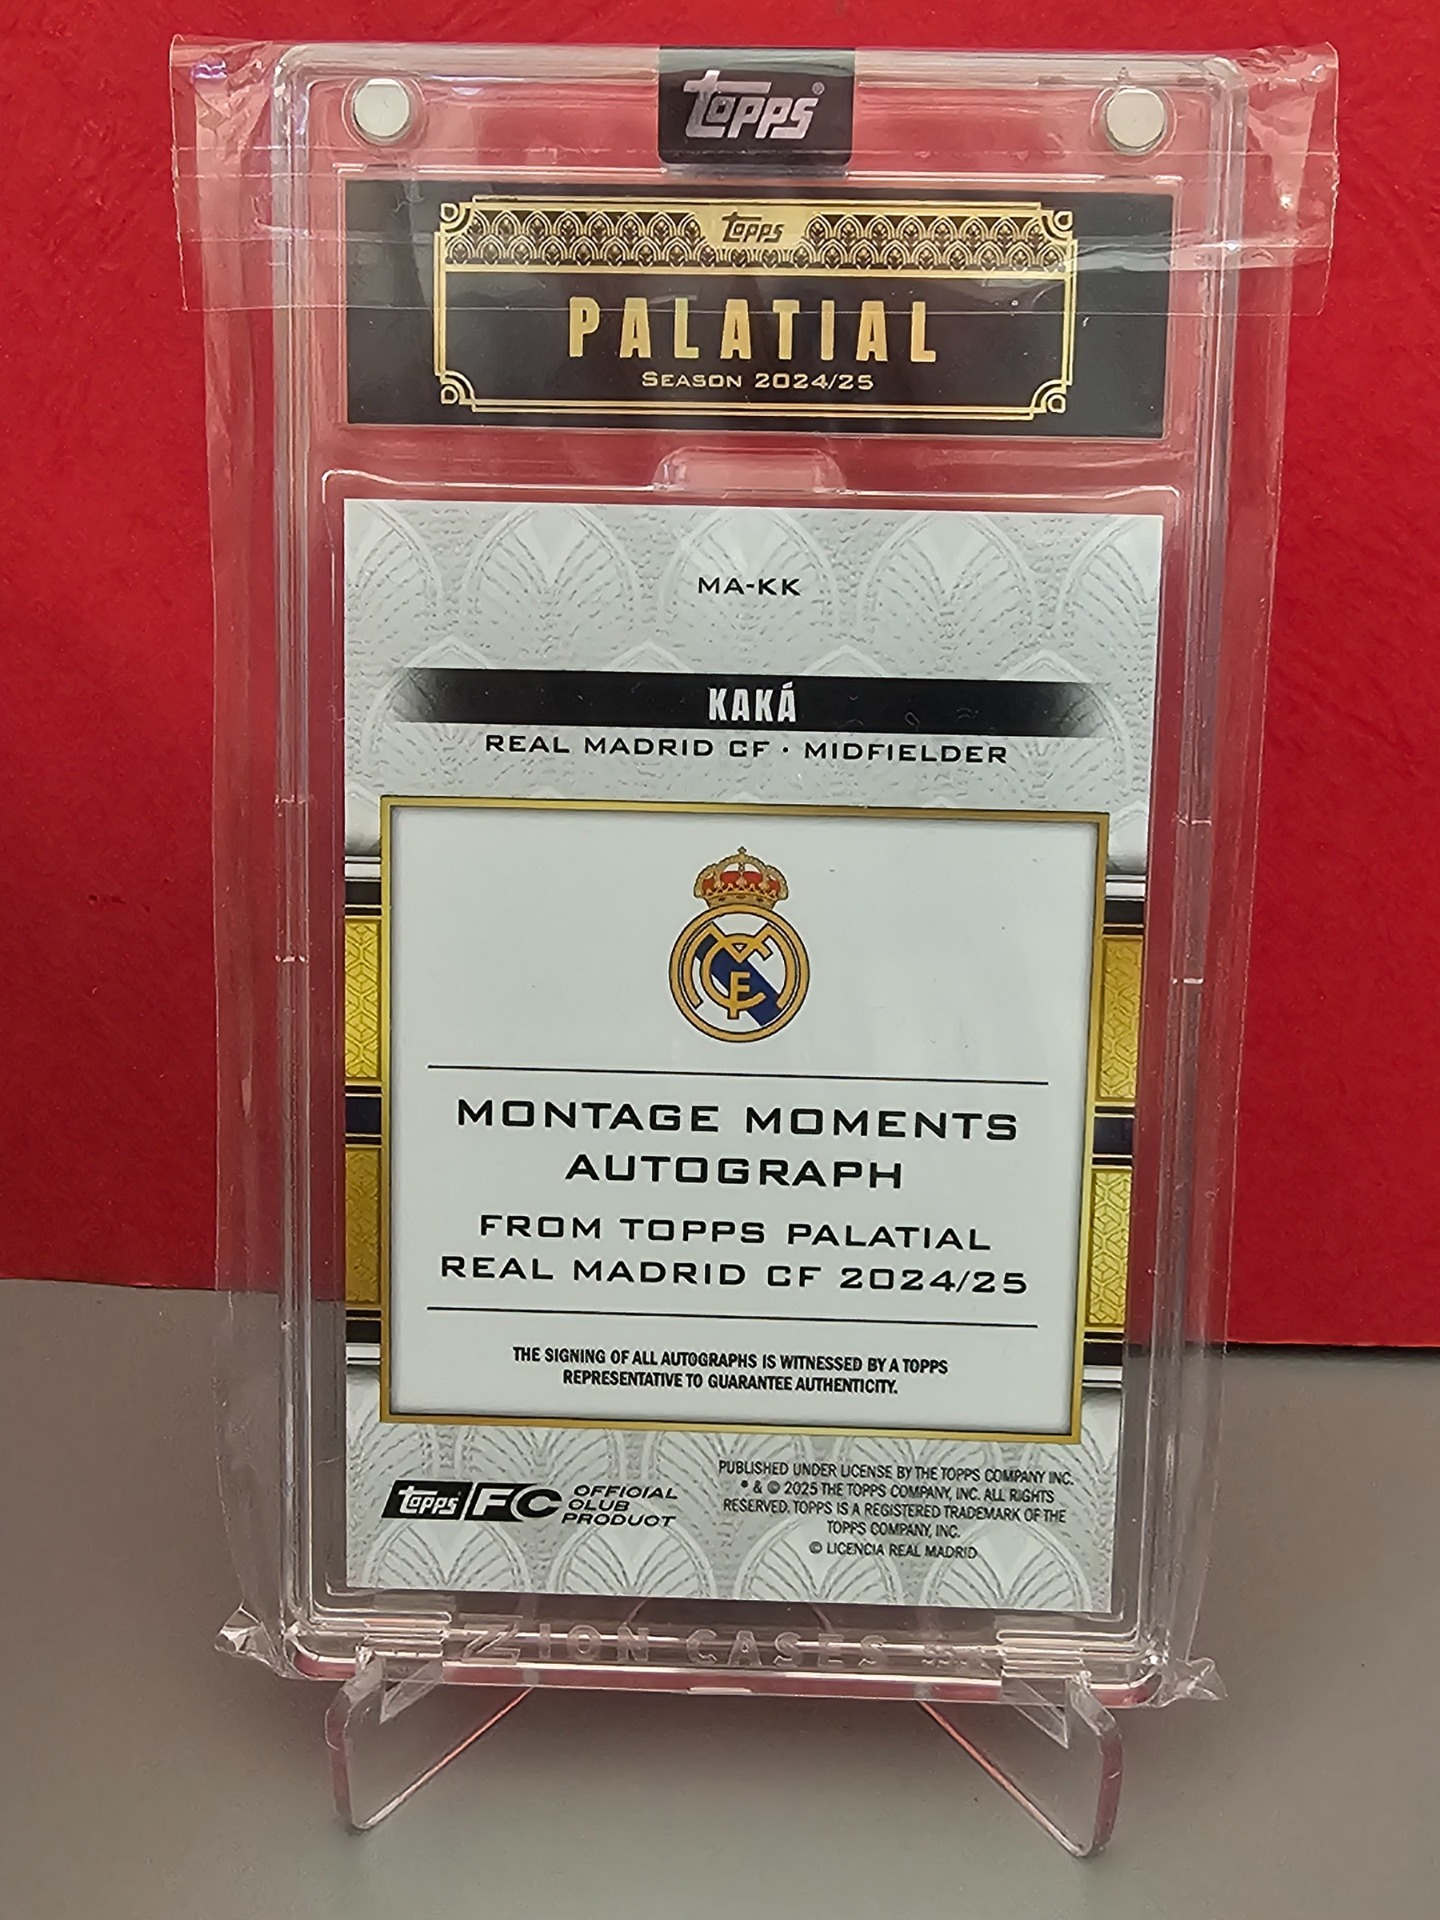 Topps®
Topps
PALATIAL
SEASON 2024/25
MA-KK
KAKÁ
REAL MADRID CF · MIDFIELDER
MONTAGE MOMENTS
AUTOGRAPH
FROM TOPPS PALATIAL
REAL MADRID CF 2024/25
THE SIGNING OF ALL AUTOGRAPHS IS WITNESSED BY A TOPPS
REPRESENTATIVE TO GUARANTEE AUTHENTICITY.
Topps FC OFFICIAL
CLUB
PRODUCT
PUBLISHED UNDER LICENSE BY THE TOPPS COMPANY INC.
® & © 2025 THE TOPPS COMPANY, INC. ALL RIGHTS
RESERVED. TOPPS IS A REGISTERED TRADEMARK OF THE
TOPPS COMPANY, INC.
© LICENCIA REAL MADRID
ZION CASES